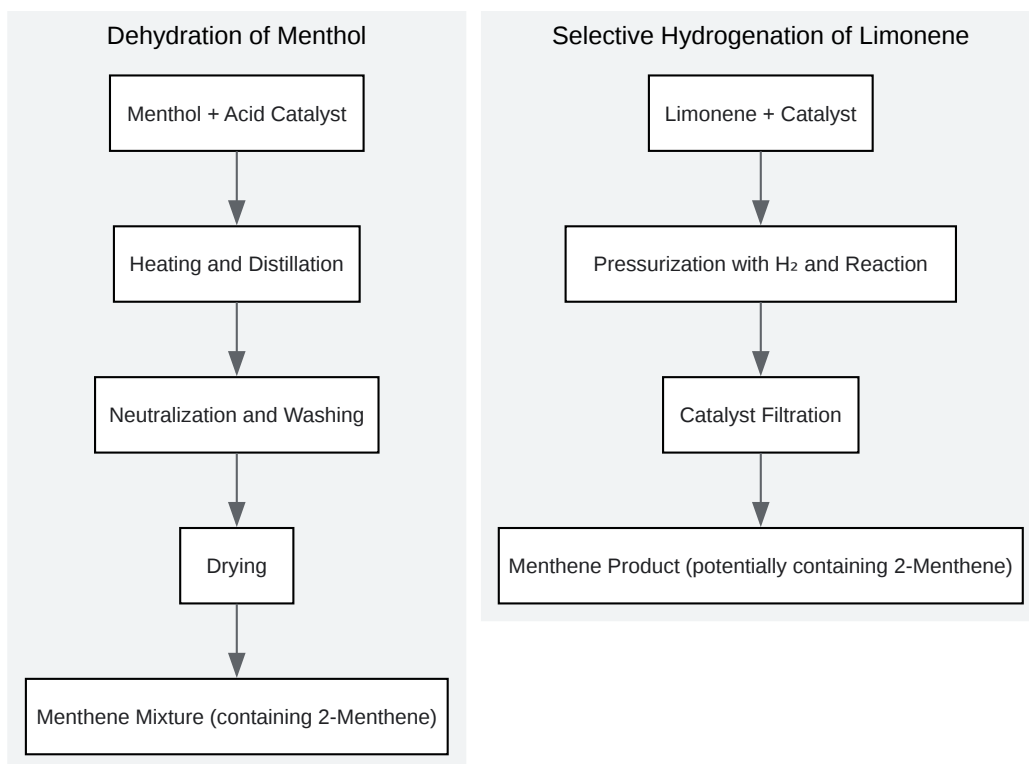 Dehydration of Menthol
Menthol + Acid Catalyst
Heating and Distillation
Neutralization and Washing
Drying
Menthene Mixture (containing 2-Menthene)
Selective Hydrogenation of Limonene
Limonene + Catalyst
Pressurization with H₂ and Reaction
Catalyst Filtration
Menthene Product (potentially containing 2-Menthene)